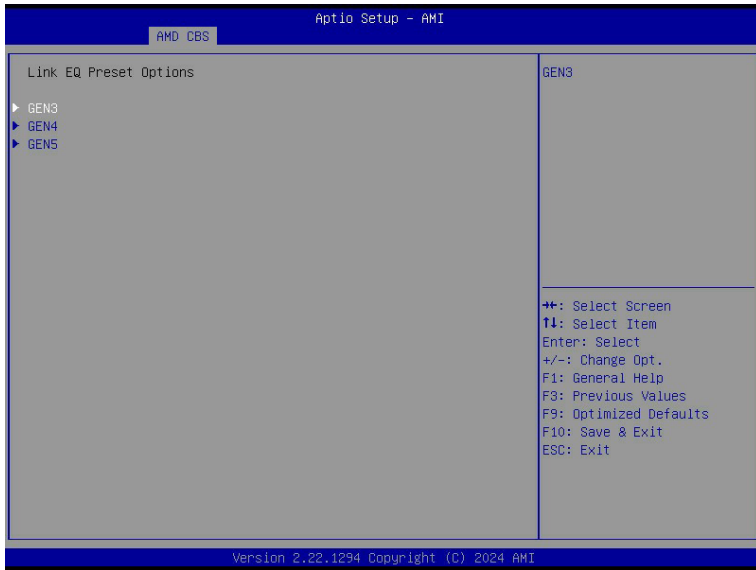 Aptio Setup – AMI
AMD CBS
Link EQ Preset Options
GEN3
GEN4
GEN5
GEN3
→←: Select Screen
↑↓: Select Item
Enter: Select
+/-: Change Opt.
F1: General Help
F3: Previous Values
F9: Optimized Defaults
F10: Save & Exit
ESC: Exit
Version 2.22.1294 Copyright (C) 2024 AMI